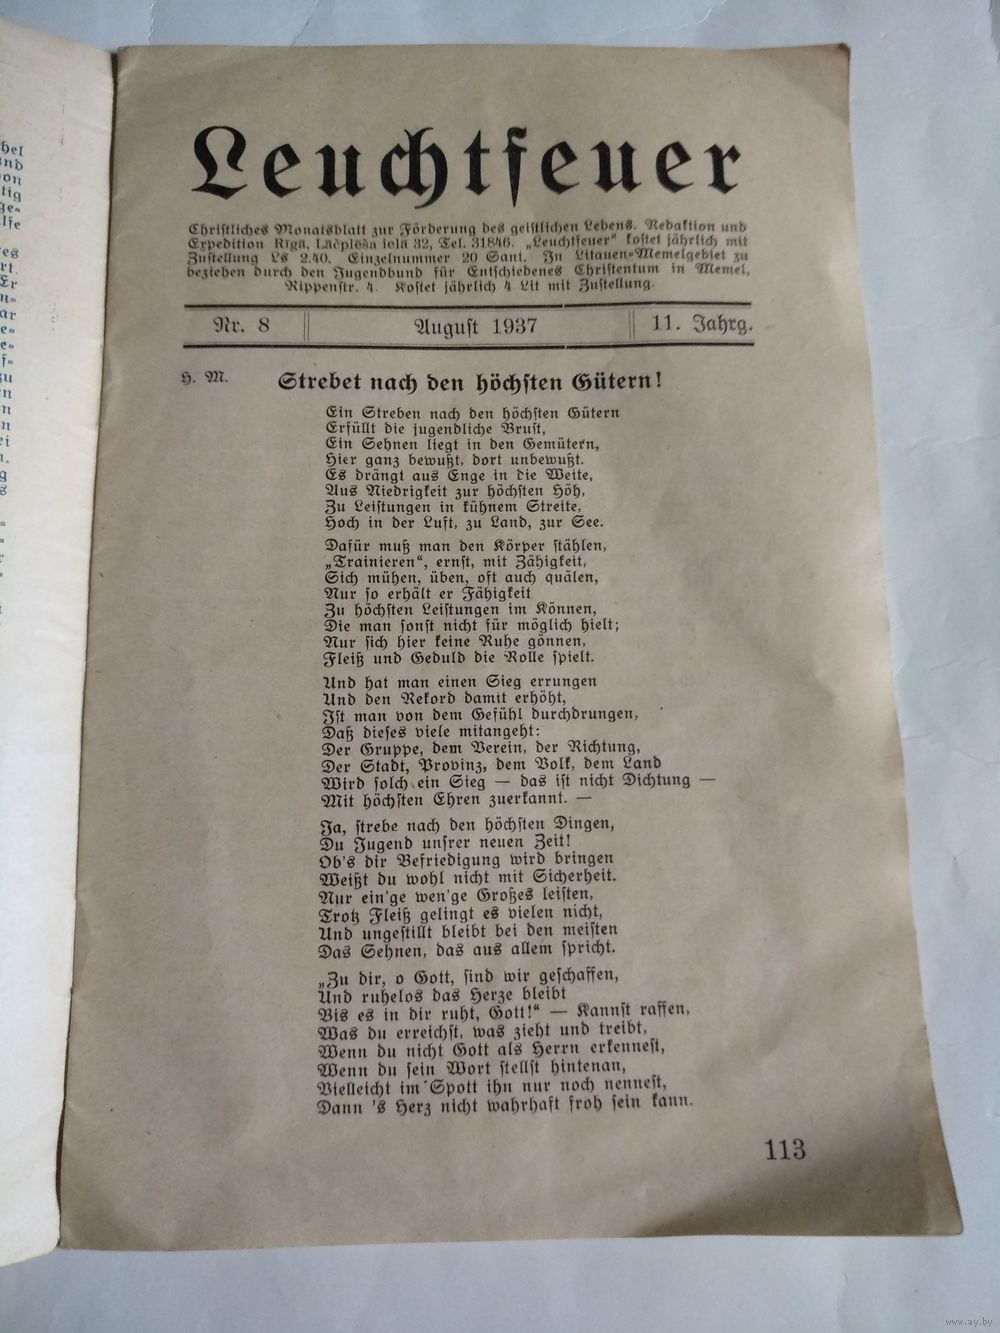 Leuchtfeuer
Christliches Monatsblatt zur Förderung des geistlichen Lebens. Redaktion und
Expedition Riga, Lačplēša iela 32, Tel. 31846. „Leuchtfeuer“ kostet jährlich mit
Zustellung Ls 2.40. Einzelnummer 20 Sant. In Litauen-Memelgebiet zu
beziehen durch den Jugendbund für Entschiedenes Christentum in Memel,
Rippenstr. 4. Kostet jährlich 4 Lit mit Zustellung.
Nr. 8 August 1937 11. Jahrg.
H. M. Strebet nach den höchsten Gütern!
Ein Streben nach den höchsten Gütern
Erfüllt die jugendliche Brust,
Ein Sehnen liegt in den Gemütern,
Hier ganz bewußt, dort unbewußt.
Es drängt aus Enge in die Weite,
Aus Niedrigkeit zur höchsten Höh,
Zu Leistungen in kühnem Streite,
Hoch in der Luft, zu Land, zur See.
Dafür muß man den Körper stählen,
„Trainieren“, ernst, mit Zähigkeit,
Sich mühen, üben, oft auch quälen,
Nur so erhält er Fähigkeit
Zu höchsten Leistungen im Können,
Die man sonst nicht für möglich hielt;
Nur sich hier keine Ruhe gönnen,
Fleiß und Geduld die Rolle spielt.
Und hat man einen Sieg errungen
Und den Rekord damit erhöht,
Ist man von dem Gefühl durchdrungen,
Daß dieses viele mitangeht:
Der Gruppe, dem Verein, der Richtung,
Der Stadt, Provinz, dem Volk, dem Land
Wird solch ein Sieg — das ist nicht Dichtung —
Mit höchsten Ehren zuerkannt. —
Ja, strebe nach den höchsten Dingen,
Du Jugend unsrer neuen Zeit!
Ob's dir Befriedigung wird bringen
Weißt du wohl nicht mit Sicherheit.
Nur ein'ge wen'ge Großes leisten,
Trotz Fleiß gelingt es vielen nicht,
Und ungestillt bleibt bei den meisten
Das Sehnen, das aus allem spricht.
„Zu dir, o Gott, sind wir geschaffen,
Und ruhelos das Herze bleibt
Bis es in dir ruht, Gott!“ — Kannst raffen,
Was du erreichst, was zieht und treibt,
Wenn du nicht Gott als Herrn erkennest,
Wenn du sein Wort stellst hintenan,
Vielleicht im Spott ihn nur noch nennest,
Dann 's Herz nicht wahrhaft froh sein kann.
113
www.ay.by